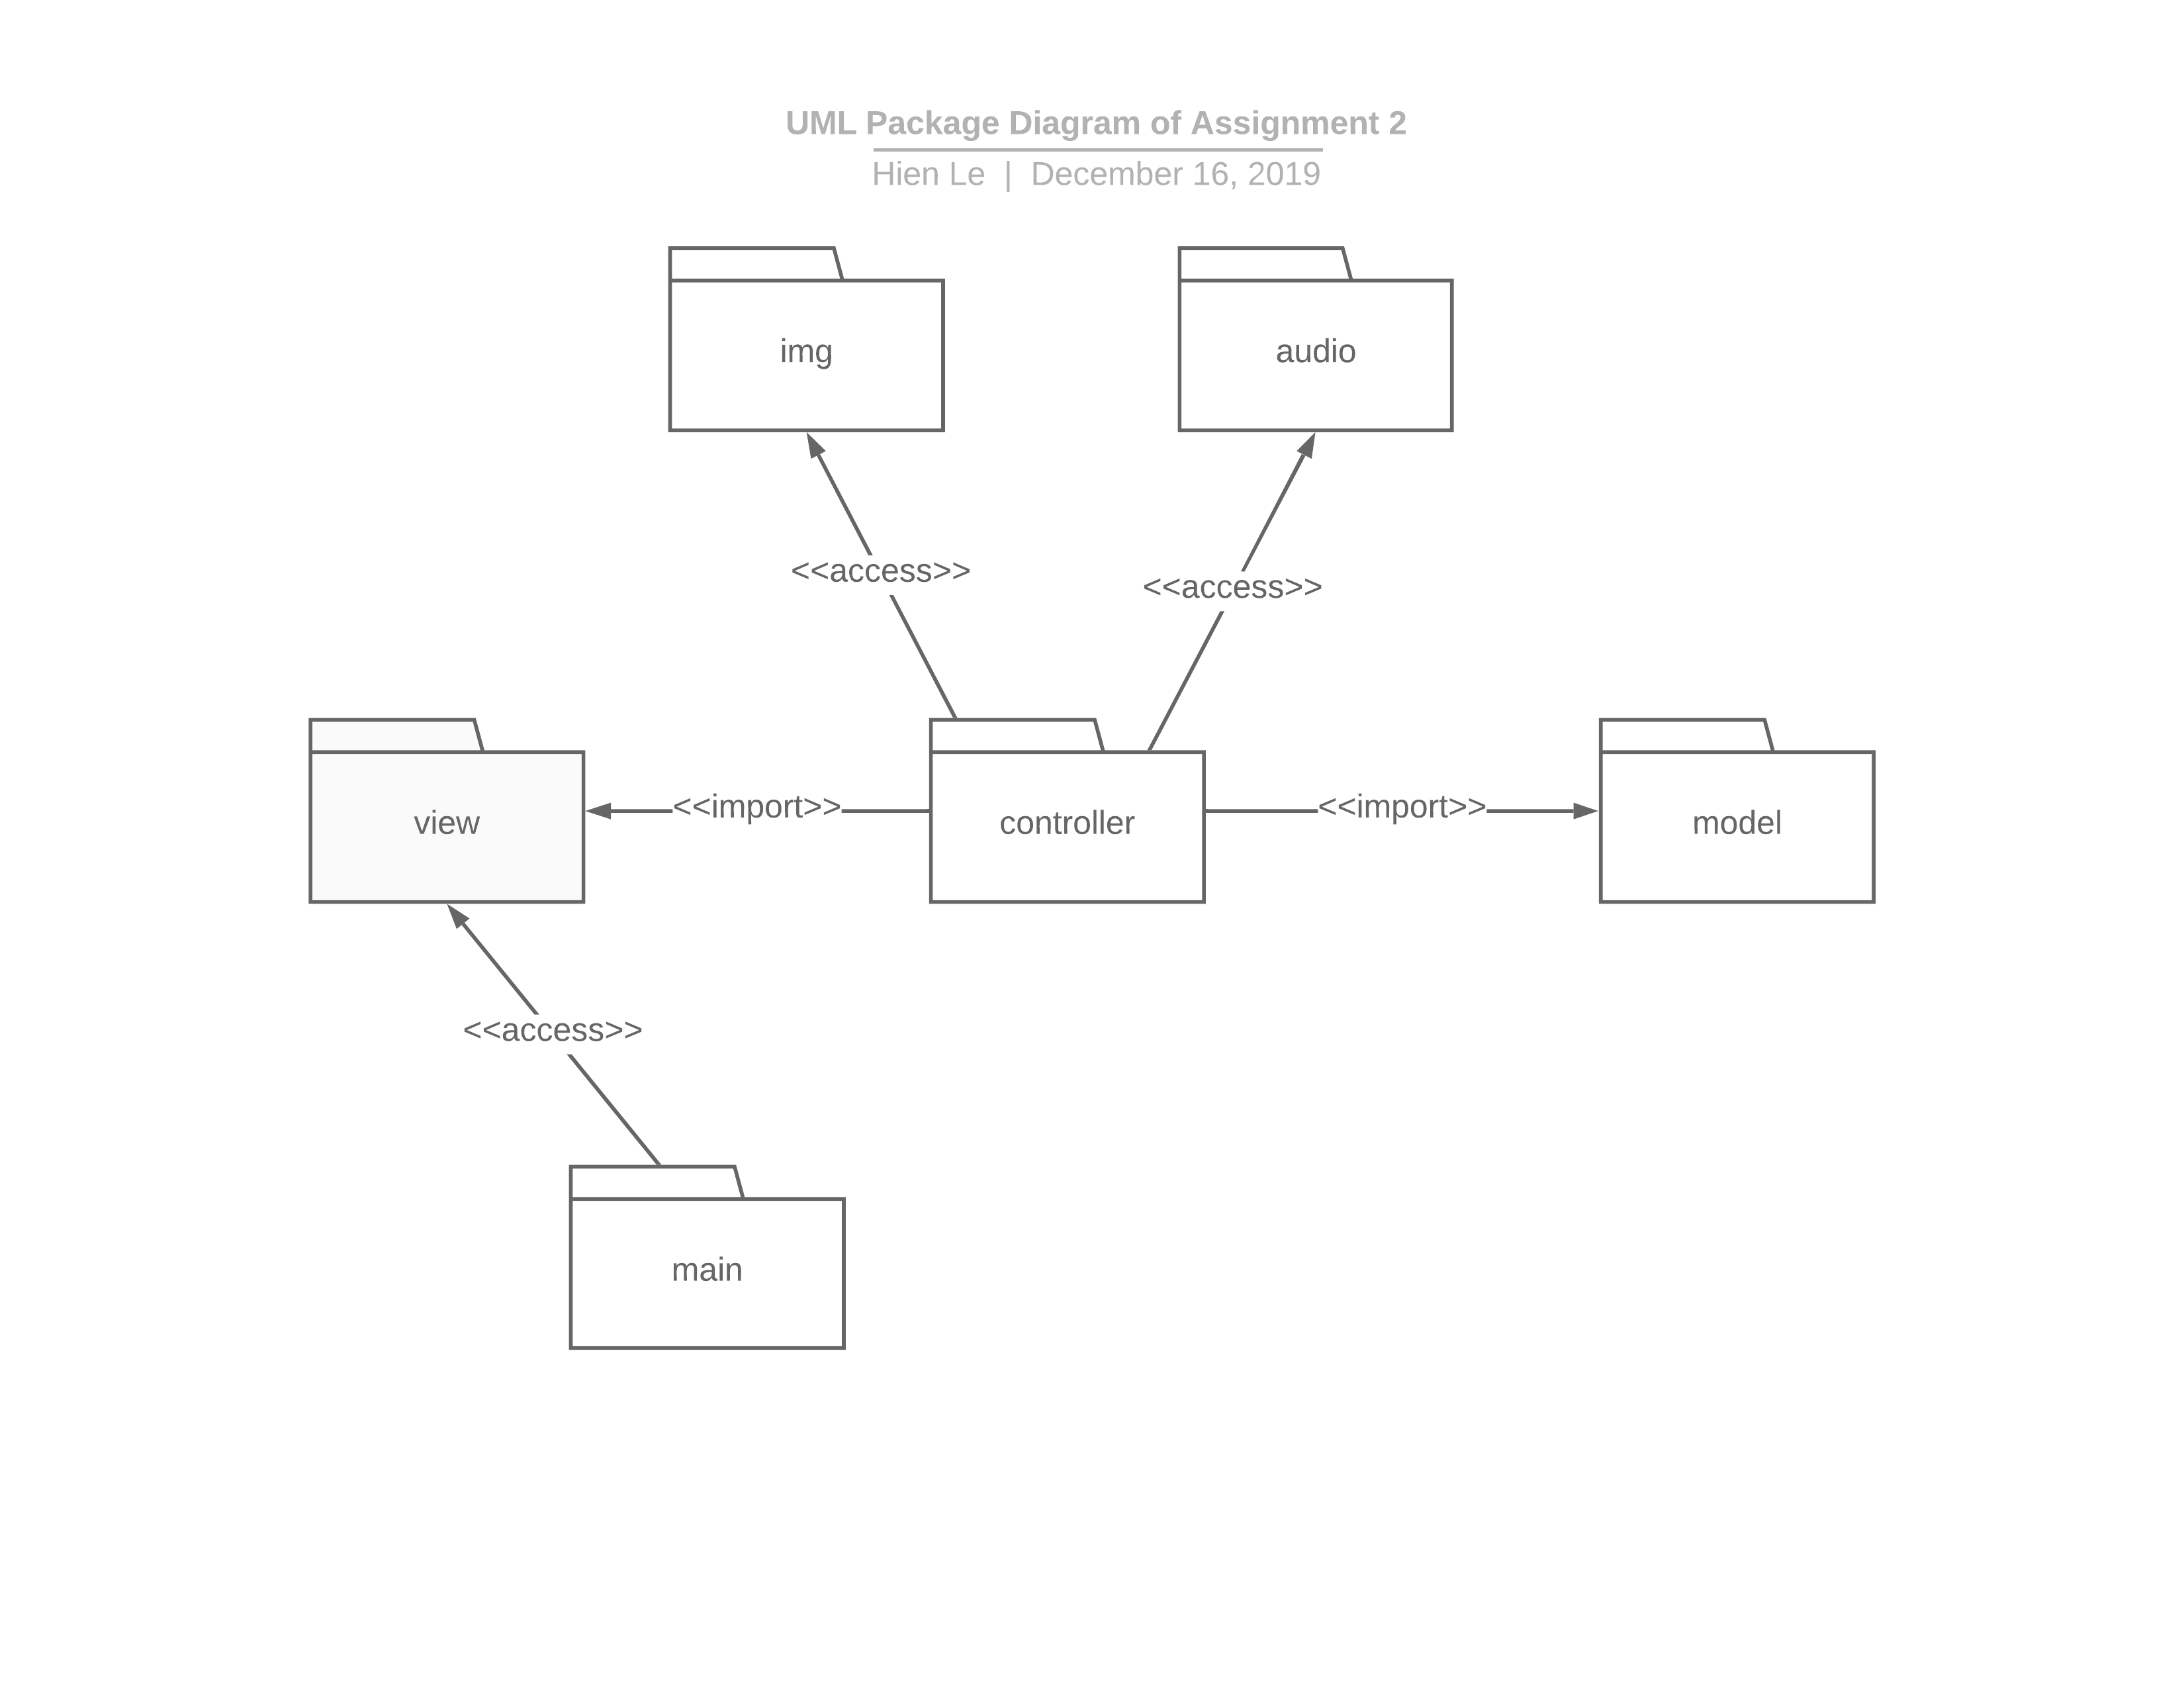 UML Package Diagram of Assignment 2
Hien Le | December 16, 2019
img
audio
<<access>>
<<access>>
view
<<import>>
controller
<<import>>
model
<<access>>
main